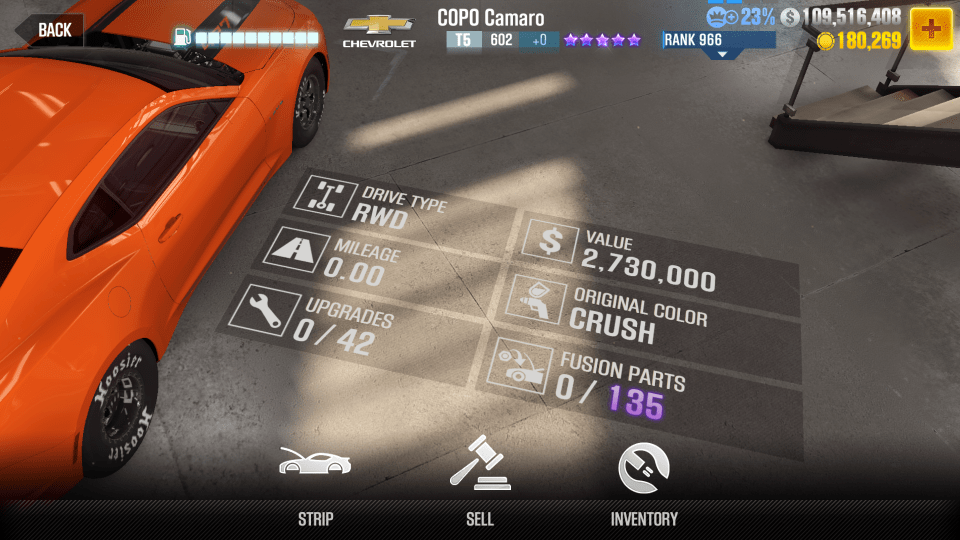 BACK
CHEVROLET
COPO Camaro
T5 602 +0
RANK 966
23%
109,516,408
180,269
DRIVE TYPE
RWD
MILEAGE
0.00
UPGRADES
0 / 42
$ VALUE
2,730,000
ORIGINAL COLOR
CRUSH
FUSION PARTS
0 / 135
Hoosier
Hoosier
STRIP
SELL
INVENTORY